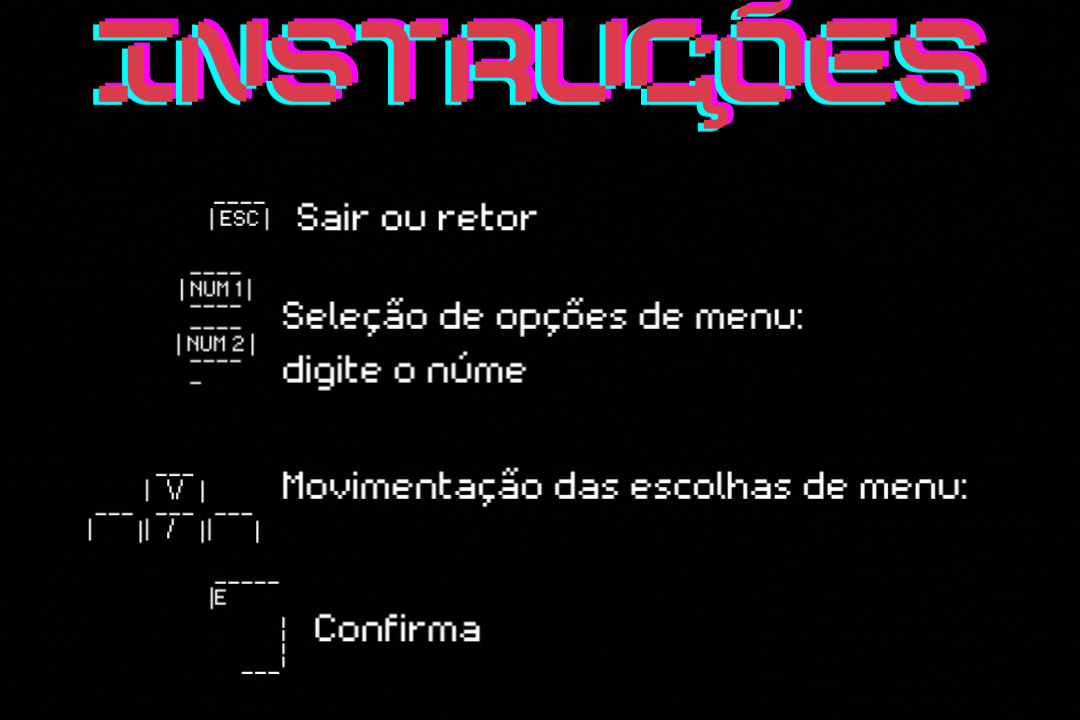 INSTRUÇÕES
|ESC| Sair ou retor
|NUM 1|
Seleção de opções de menu:
|NUM 2|
digite o núme
Movimentação das escolhas de menu:
|E
Confirma